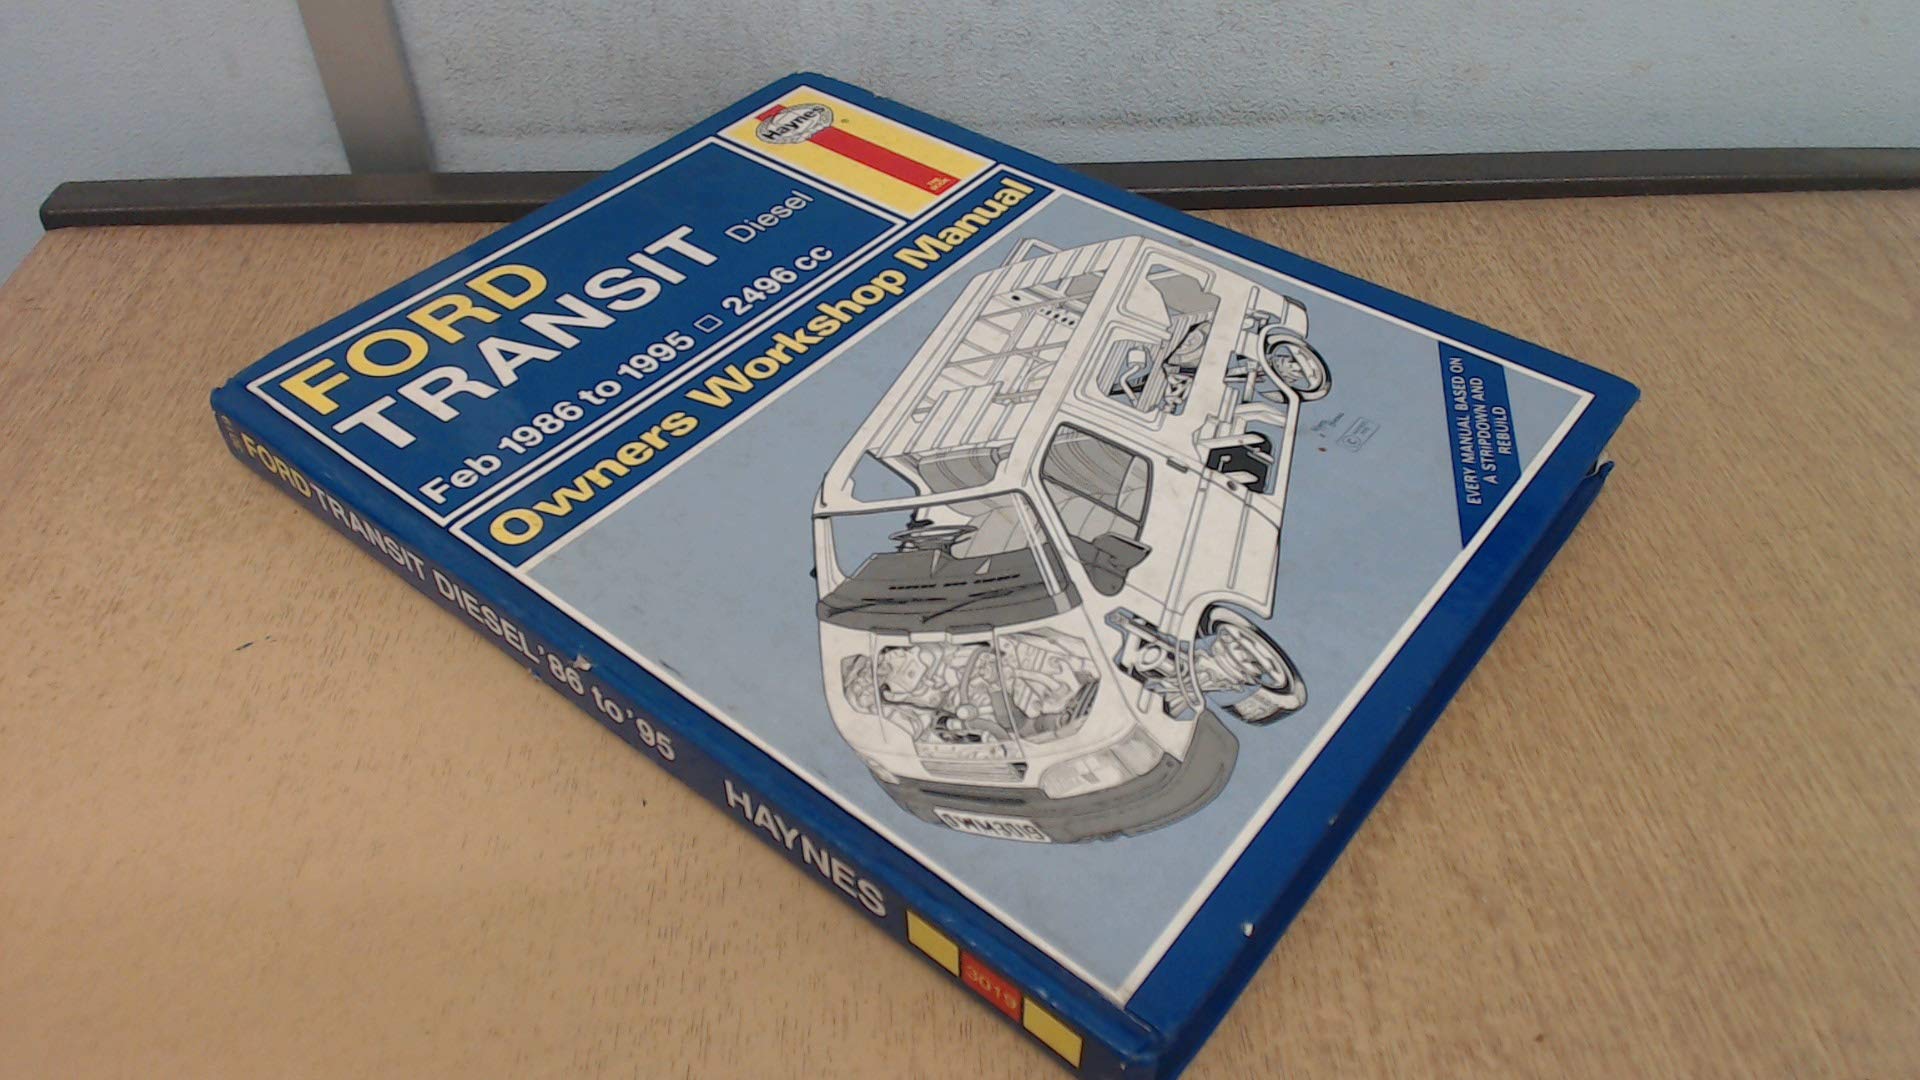 Haynes
FORD
TRANSIT Diesel
Feb 1986 to 1995 □ 2496 cc
Owners Workshop Manual
EVERY MANUAL BASED ON
A STRIPDOWN AND
REBUILD
FORD TRANSIT DIESEL '86 to '95 HAYNES
3019